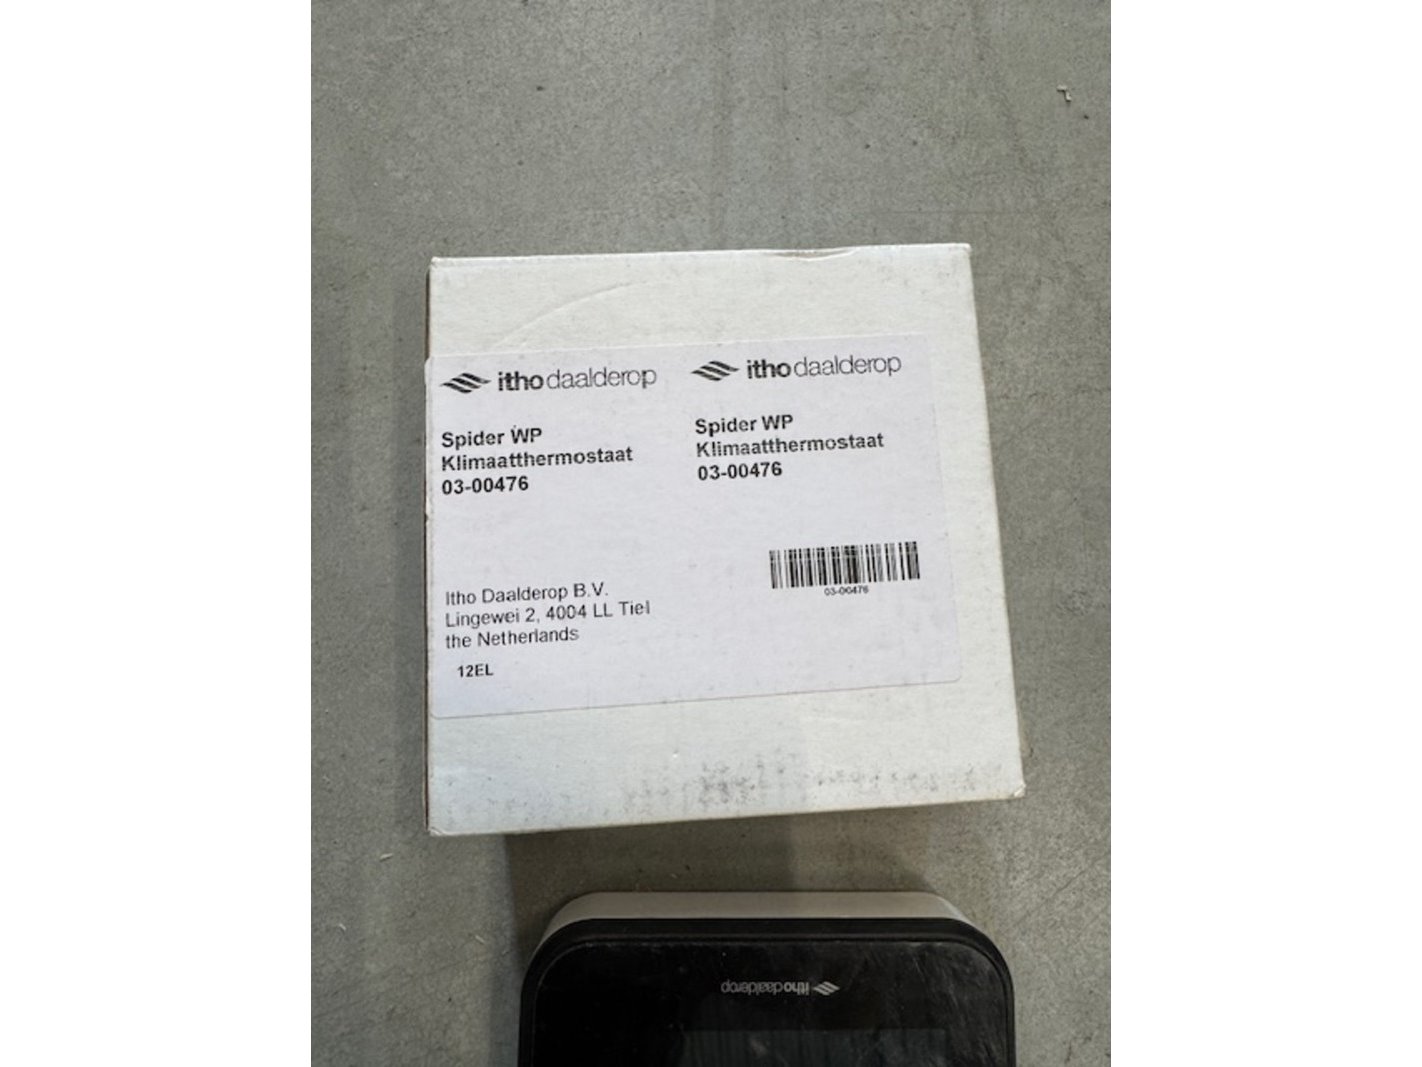 itho daalderop
Spider WP
Klimaatthermostaat
03-00476
Itho Daalderop B.V.
Lingewei 2, 4004 LL Tiel
the Netherlands
12EL
itho daalderop
Spider WP
Klimaatthermostaat
03-00476
03-00476
itho daalderop